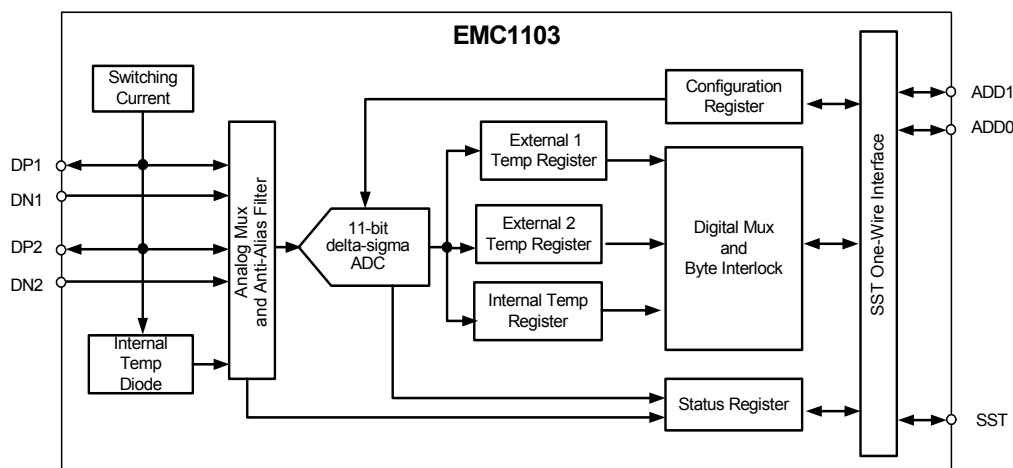 EMC1103
Switching
Current
Configuration
Register
ADD1
ADD0
External 1
Temp Register
DP1
DN1
DP2
DN2
Analog Mux
and Anti-Alias Filter
11-bit
delta-sigma
ADC
External 2
Temp Register
Digital Mux
and
Byte Interlock
SST One-Wire Interface
Internal Temp
Register
Internal
Temp
Diode
Status Register
SST